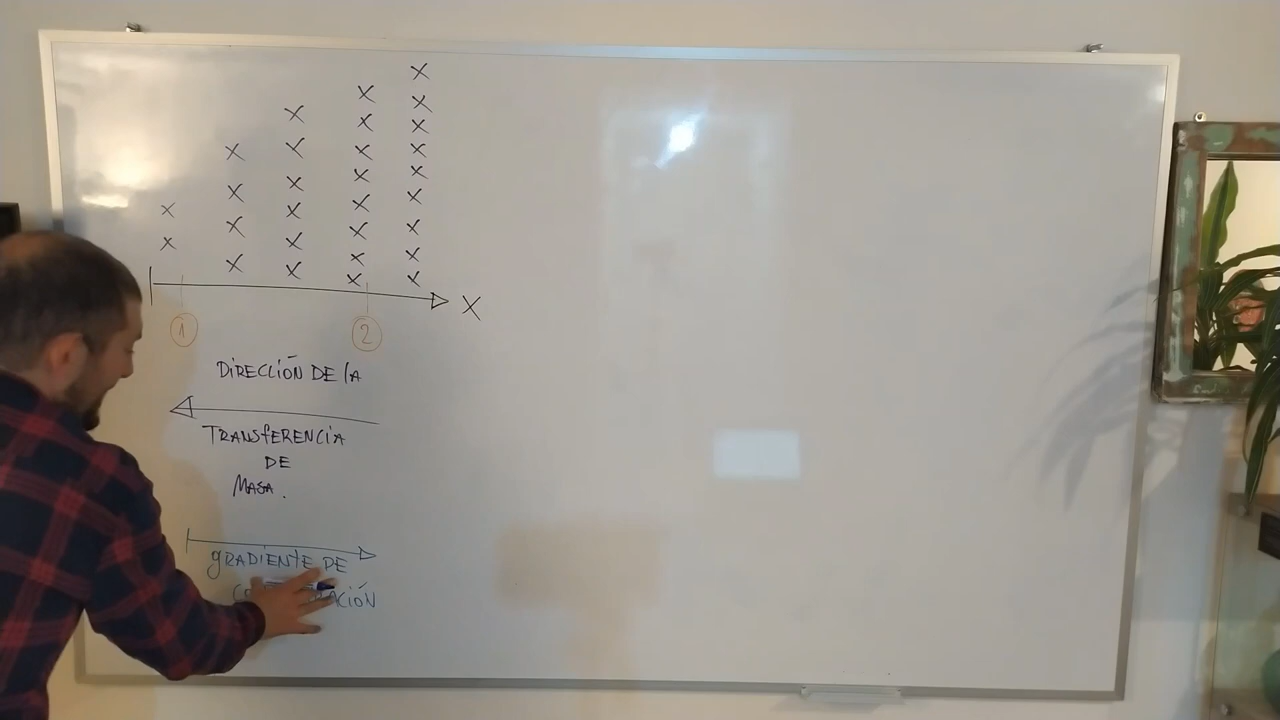 X
1 2
DIRECCIÓN DE lA
TRANSfERENCIA
DE
MASA.
gRADIENtE DE